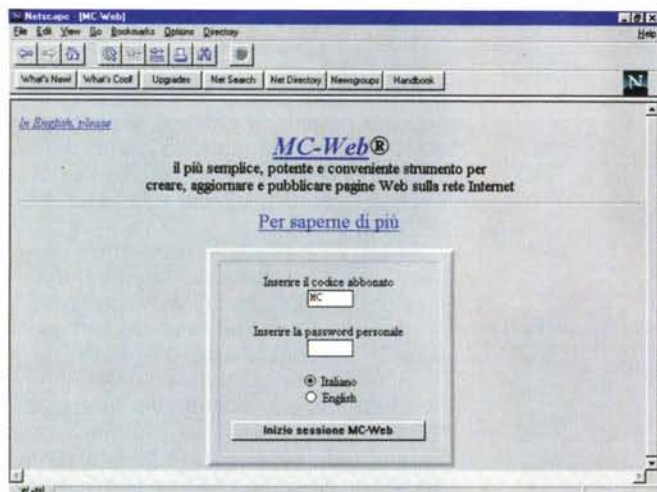 Netscape - [MC-Web]
File Edit View Go Bookmarks Options Directory Help
What's New! What's Cool! Upgrades Net Search Net Directory Newsgroups Handbook N
In English, please
MC-Web®
il più semplice, potente e conveniente strumento per
creare, aggiornare e pubblicare pagine Web sulla rete Internet
Per saperne di più
Inserire il codice abbonato
MC
Inserire la password personale
Italiano
English
Inizio sessione MC-Web